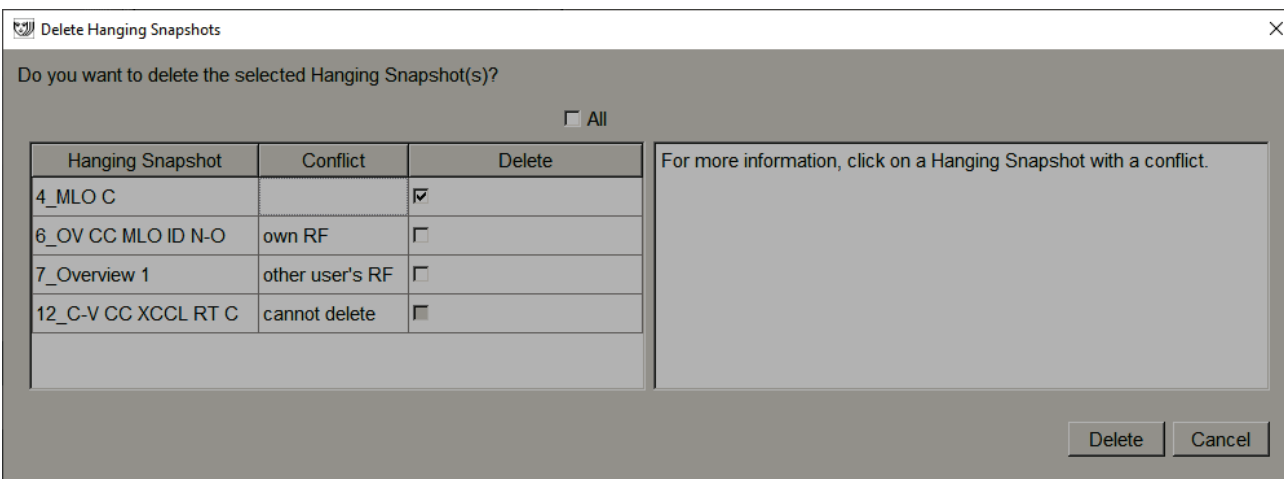 Delete Hanging Snapshots
Do you want to delete the selected Hanging Snapshot(s)?
All
Hanging Snapshot Conflict Delete
4_MLO C
6_OV CC MLO ID N-O own RF
7_Overview 1 other user's RF
12_C-V CC XCCL RT C cannot delete
For more information, click on a Hanging Snapshot with a conflict.
Delete Cancel